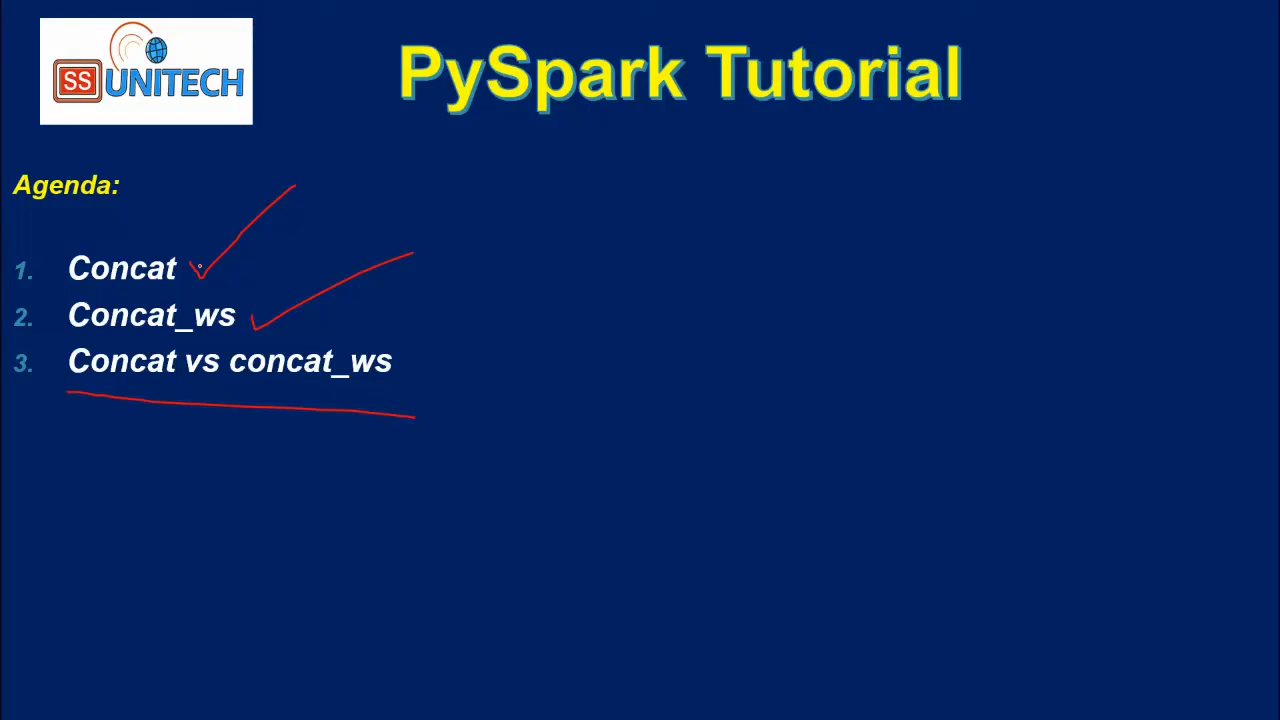 SS UNITECH
PySpark Tutorial
Agenda:
1. Concat
2. Concat_ws
3. Concat vs concat_ws